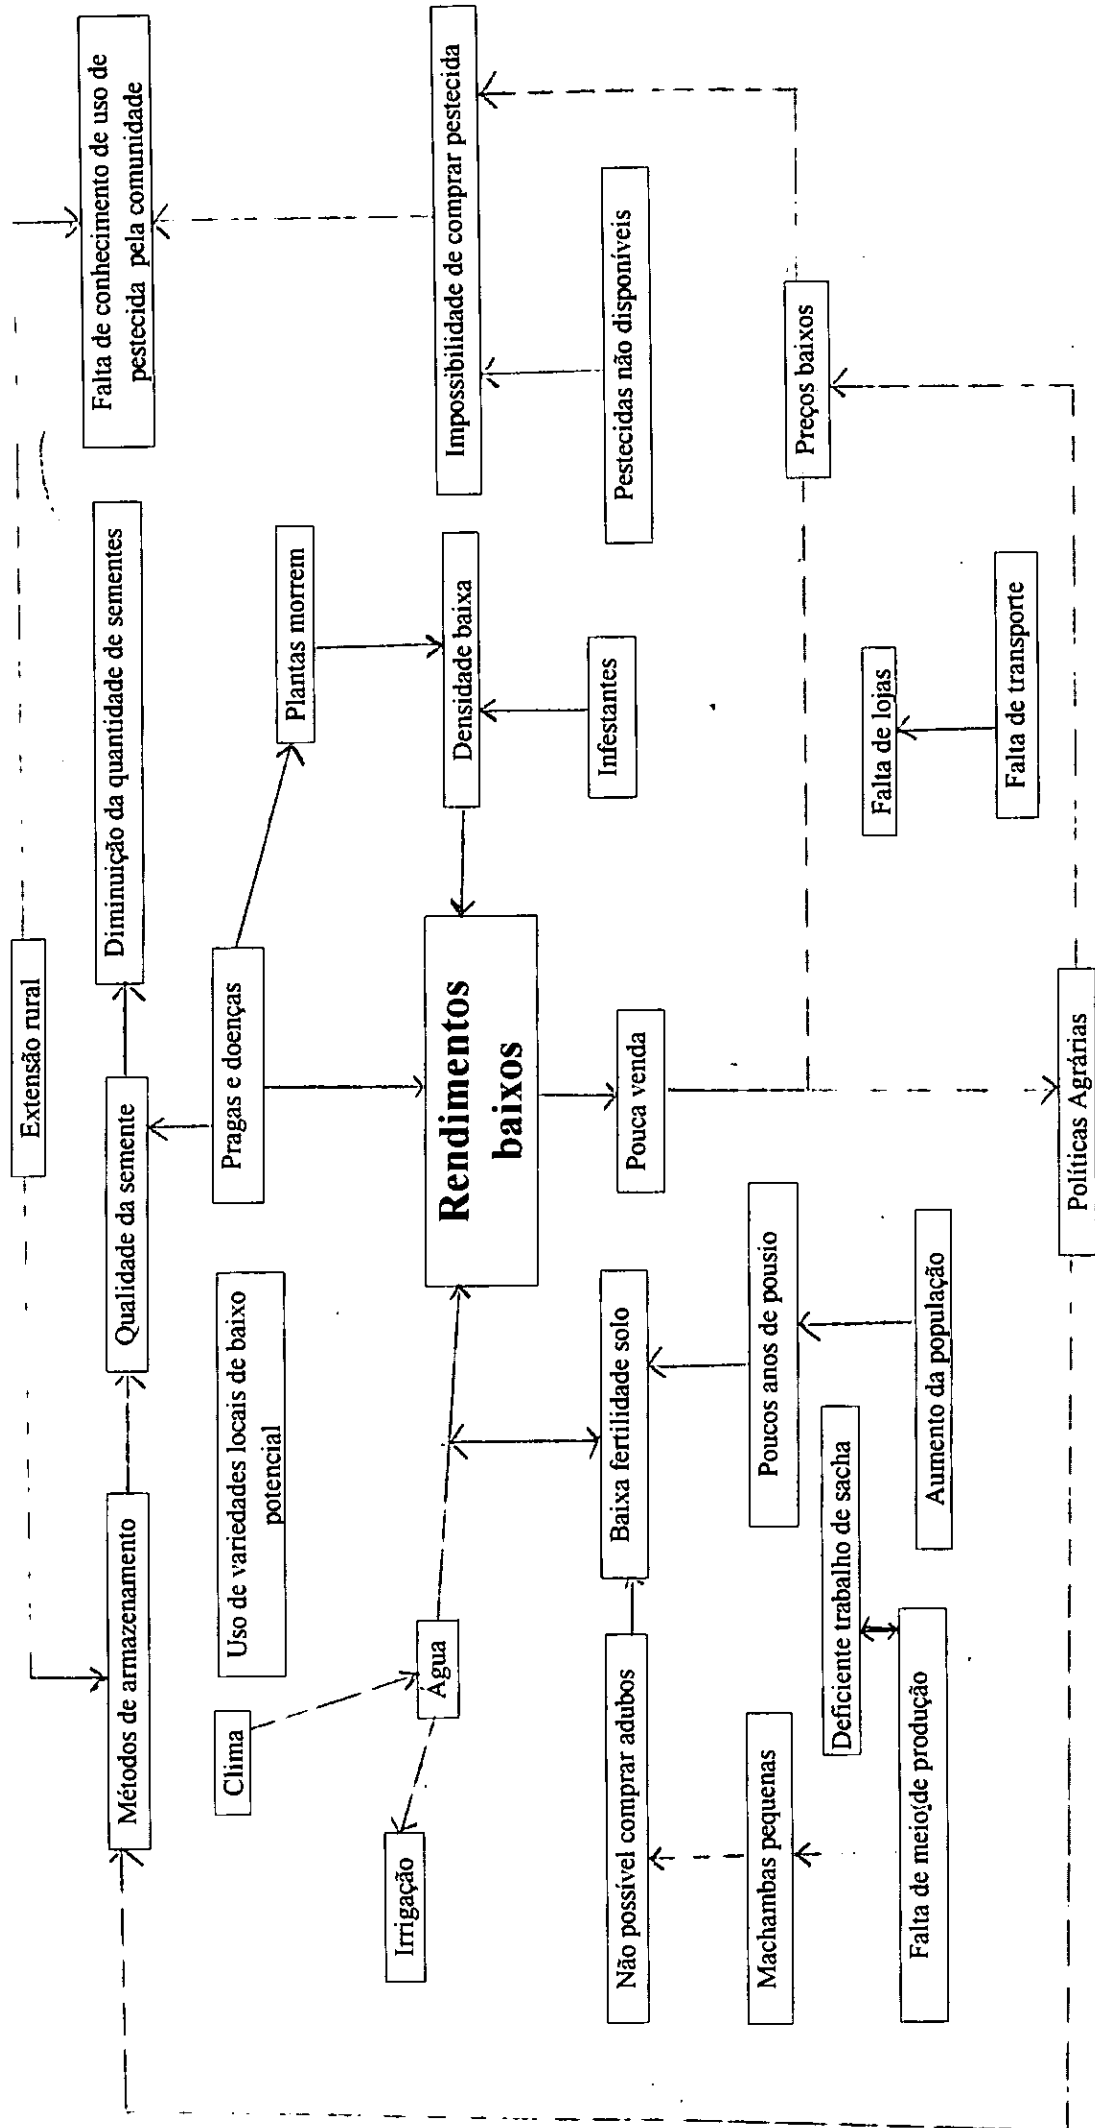 Extensão rural
Métodos de armazenamento
Qualidade da semente
Diminuição da quantidade de sementes
Falta de conhecimento de uso de
pestecida pela comunidade
Clima
Uso de variedades locais de baixo
potencial
Pragas e doenças
Plantas morrem
Irrigação
Agua
Rendimentos
baixos
Densidade baixa
Impossibilidade de comprar pestecida
Não possível comprar adubos
Baixa fertilidade solo
Pouca venda
Infestantes
Pestecidas não disponíveis
Machambas pequenas
Poucos anos de pousio
Preços baixos
Deficiente trabalho de sacha
Falta de lojas
Falta de meio de produção
Aumento da população
Falta de transporte
Políticas Agrárias